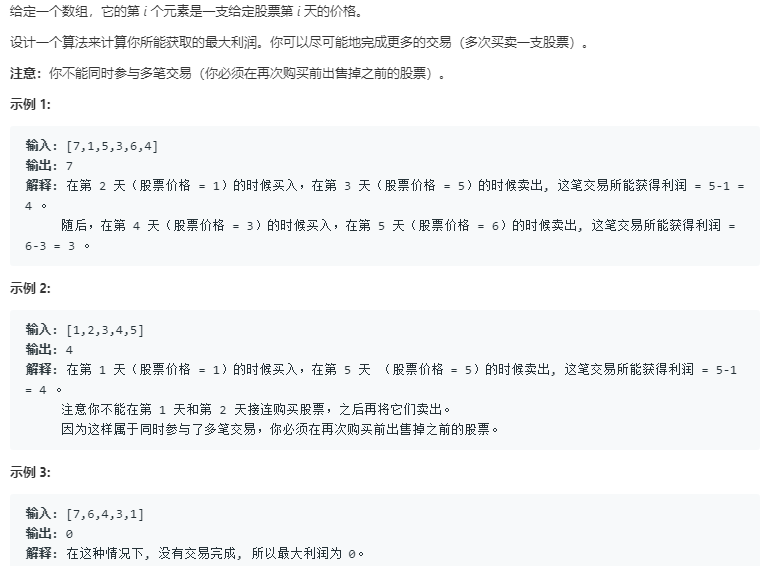 给定一个数组，它的第 i 个元素是一支给定股票第 i 天的价格。
设计一个算法来计算你所能获取的最大利润。你可以尽可能地完成更多的交易（多次买卖一支股票）。
注意：你不能同时参与多笔交易（你必须在再次购买前出售掉之前的股票）。
示例 1:
输入: [7,1,5,3,6,4]
输出: 7
解释: 在第 2 天（股票价格 = 1）的时候买入，在第 3 天（股票价格 = 5）的时候卖出, 这笔交易所能获得利润 = 5-1 =
4 。
随后，在第 4 天（股票价格 = 3）的时候买入，在第 5 天（股票价格 = 6）的时候卖出, 这笔交易所能获得利润 =
6-3 = 3 。
示例 2:
输入: [1,2,3,4,5]
输出: 4
解释: 在第 1 天（股票价格 = 1）的时候买入，在第 5 天 （股票价格 = 5）的时候卖出, 这笔交易所能获得利润 = 5-1
= 4 。
注意你不能在第 1 天和第 2 天接连购买股票，之后再将它们卖出。
因为这样属于同时参与了多笔交易，你必须在再次购买前出售掉之前的股票。
示例 3:
输入: [7,6,4,3,1]
输出: 0
解释: 在这种情况下, 没有交易完成, 所以最大利润为 0。